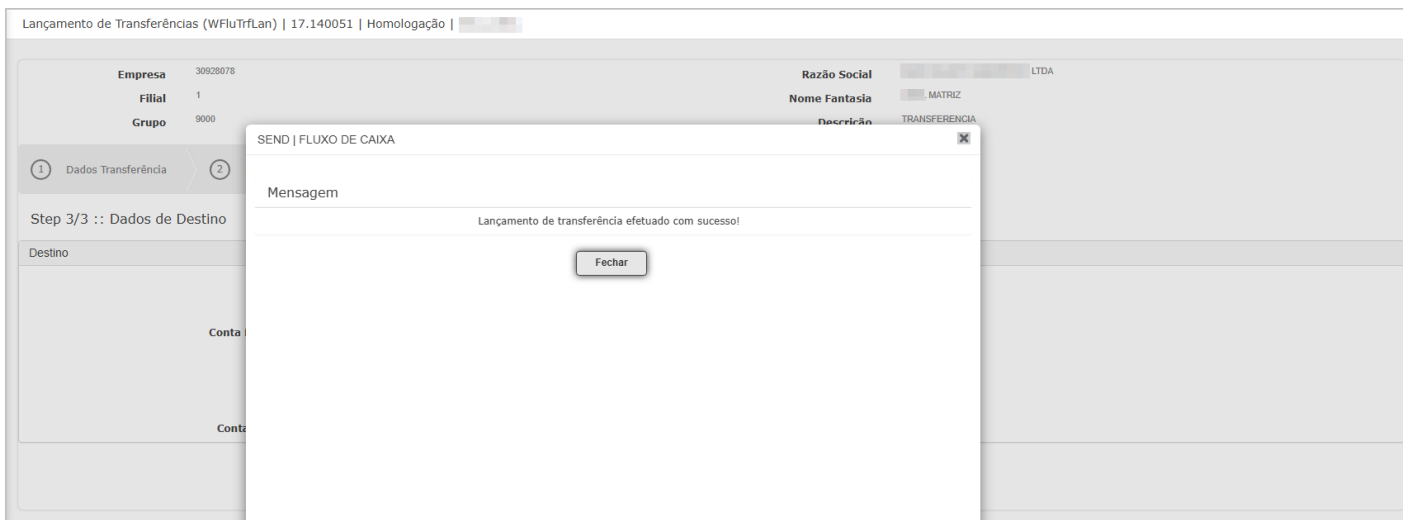 Lançamento de Transferências (WFluTrfLan) | 17.140051 | Homologação |
Empresa 30928078 Razão Social LTDA
Filial 1 Nome Fantasia MATRIZ
Grupo 9000 Descrição TRANSFERENCIA
SEND | FLUXO DE CAIXA
1 Dados Transferência 2
Mensagem
Step 3/3 :: Dados de Destino
Lançamento de transferência efetuado com sucesso!
Destino
Fechar
Conta
Conta